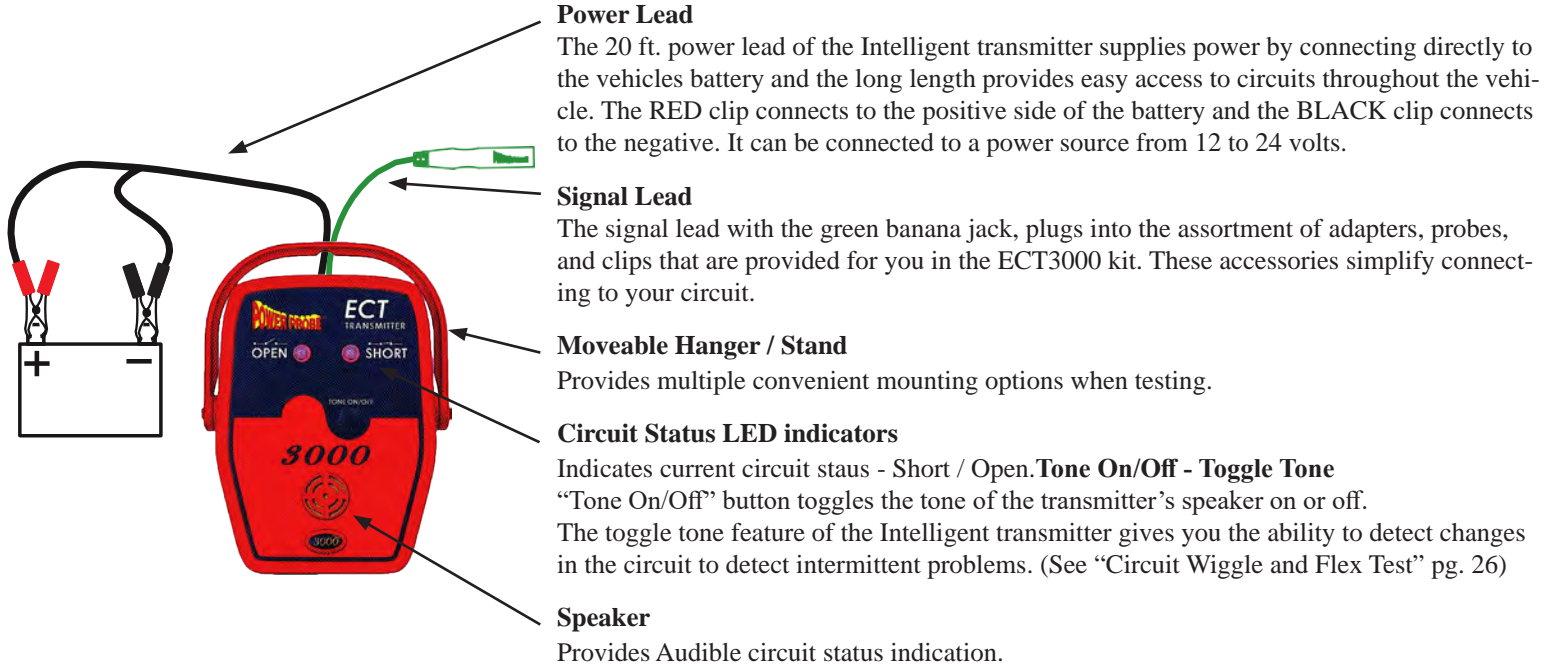 Power Lead
The 20 ft. power lead of the Intelligent transmitter supplies power by connecting directly to
the vehicles battery and the long length provides easy access to circuits throughout the vehi-
cle. The RED clip connects to the positive side of the battery and the BLACK clip connects
to the negative. It can be connected to a power source from 12 to 24 volts.
Signal Lead
The signal lead with the green banana jack, plugs into the assortment of adapters, probes,
and clips that are provided for you in the ECT3000 kit. These accessories simplify connect-
ing to your circuit.
Moveable Hanger / Stand
Provides multiple convenient mounting options when testing.
Circuit Status LED indicators
Indicates current circuit staus - Short / Open.Tone On/Off - Toggle Tone
“Tone On/Off” button toggles the tone of the transmitter’s speaker on or off.
The toggle tone feature of the Intelligent transmitter gives you the ability to detect changes
in the circuit to detect intermittent problems. (See “Circuit Wiggle and Flex Test” pg. 26)
Speaker
Provides Audible circuit status indication.
POWER PROBE
ECT
TRANSMITTER
OPEN
SHORT
TONE ON/OFF
3000
3000
+
−